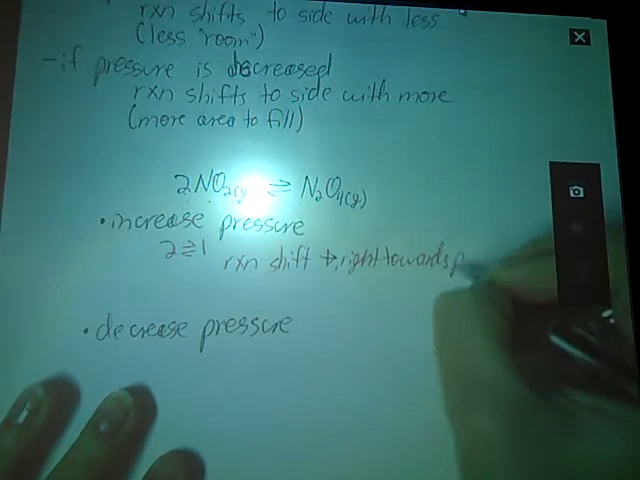 rxn shifts to side with less
(less "room")
-if pressure is decreased
rxn shifts to side with more
(more area to fill)
2NO₂(g) ⇌ N₂O₄(g)
• increase pressure
2 ⇌ 1
rxn shift →, right towards p
• decrease pressure